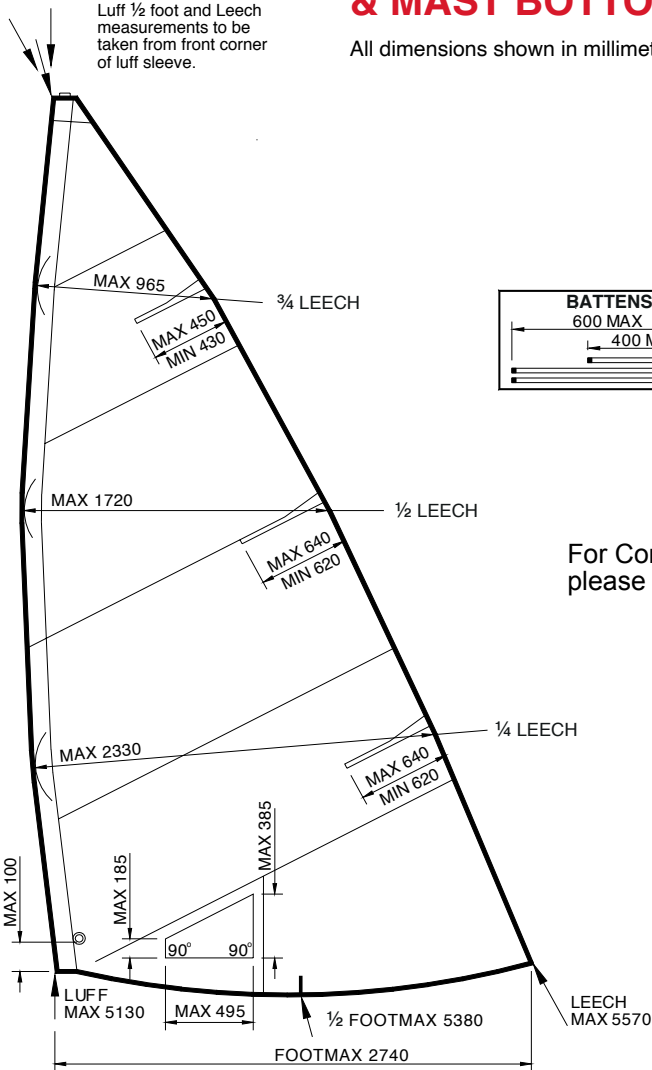 Luff ½ foot and Leech
measurements to be
taken from front corner
of luff sleeve.
& MAST
All dimensions shown in
MAX 965
¾ LEECH
MAX 450
MIN 430
BATTENS
600 MAX
400
MAX 1720
½ LEECH
MAX 640
MIN 620
For
please
MAX 2330
¼ LEECH
MAX 640
MIN 620
MAX 385
MAX 185
MAX 100
90°
90°
LUFF
MAX 5130
MAX 495
½ FOOTMAX 5380
LEECH
MAX 5570
FOOTMAX 2740